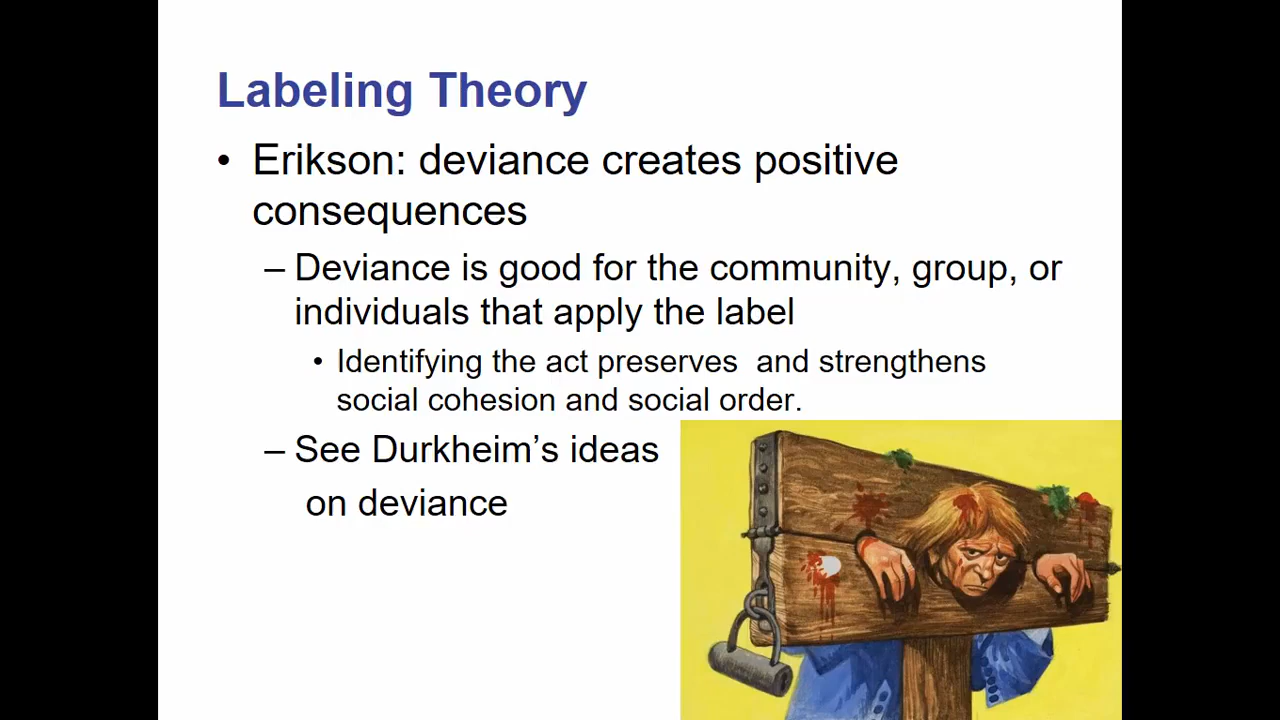 Labeling Theory
• Erikson: deviance creates positive
consequences
– Deviance is good for the community, group, or
individuals that apply the label
• Identifying the act preserves  and strengthens
social cohesion and social order.
– See Durkheim’s ideas
on deviance